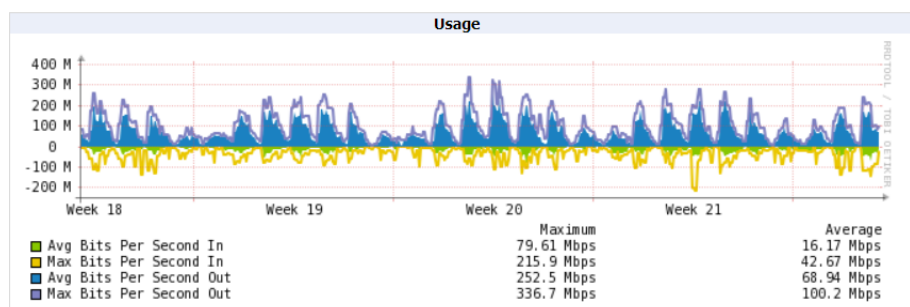 Usage
400 M
300 M
200 M
100 M
0
-100 M
-200 M
Week 18 Week 19 Week 20 Week 21
RRDTOOL / TOBI OETIKER
Maximum Average
Avg Bits Per Second In 79.61 Mbps 16.17 Mbps
Max Bits Per Second In 215.9 Mbps 42.67 Mbps
Avg Bits Per Second Out 252.5 Mbps 68.94 Mbps
Max Bits Per Second Out 336.7 Mbps 100.2 Mbps